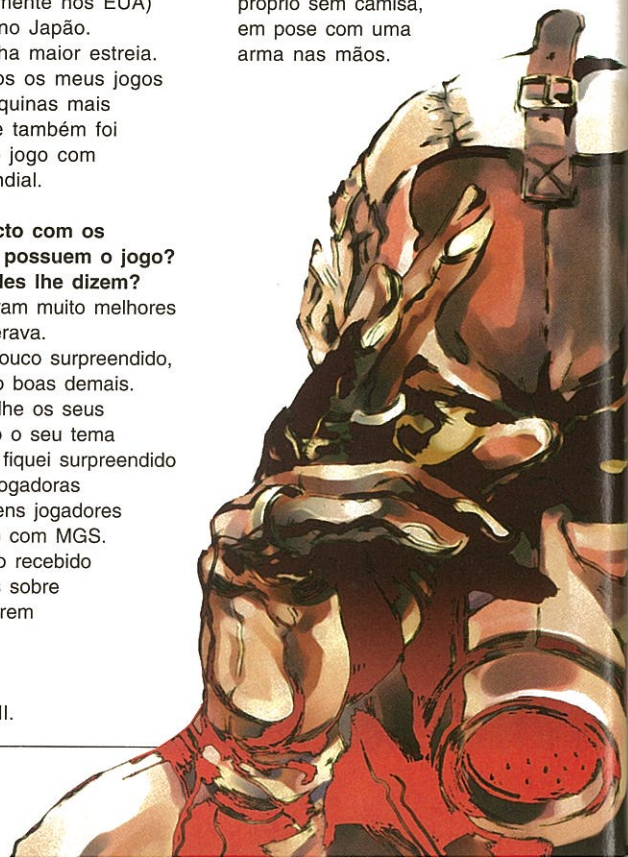 mente nos EUA)
no Japão.
ha maior estreia.
os os meus jogos
quinas mais
e também foi
jogo com
ndial.
cto com os
possuem o jogo?
les lhe dizem?
ram muito melhores
erava.
ouco surpreendido,
o boas demais.
lhe os seus
o seu tema
fiquei surpreendido
ogadoras
ens jogadores
com MGS.
o recebido
sobre
rem
ll.
próprio sem camisa,
em pose com uma
arma nas mãos.